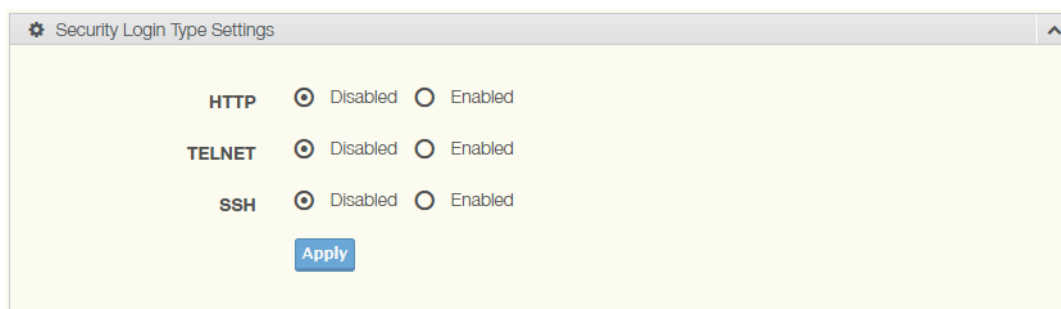 Security Login Type Settings
HTTP Disabled Enabled
TELNET Disabled Enabled
SSH Disabled Enabled
Apply